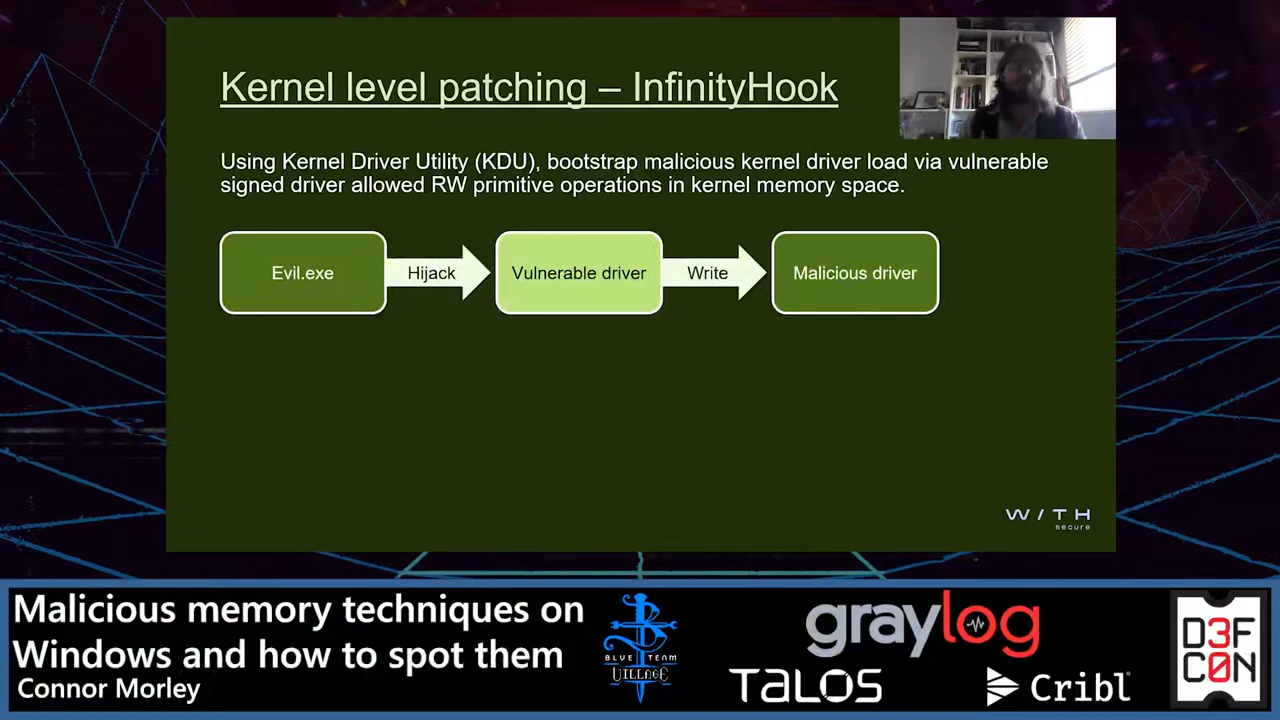 Kernel level patching – InfinityHook
Using Kernel Driver Utility (KDU), bootstrap malicious kernel driver load via vulnerable
signed driver allowed RW primitive operations in kernel memory space.
Evil.exe
Hijack
Vulnerable driver
Write
Malicious driver
W/TH
secure
Malicious memory techniques on
Windows and how to spot them
Connor Morley
B
BLUE TEAM
VILLAGE
graylog
TALOS
Cribl
D3F
C0N